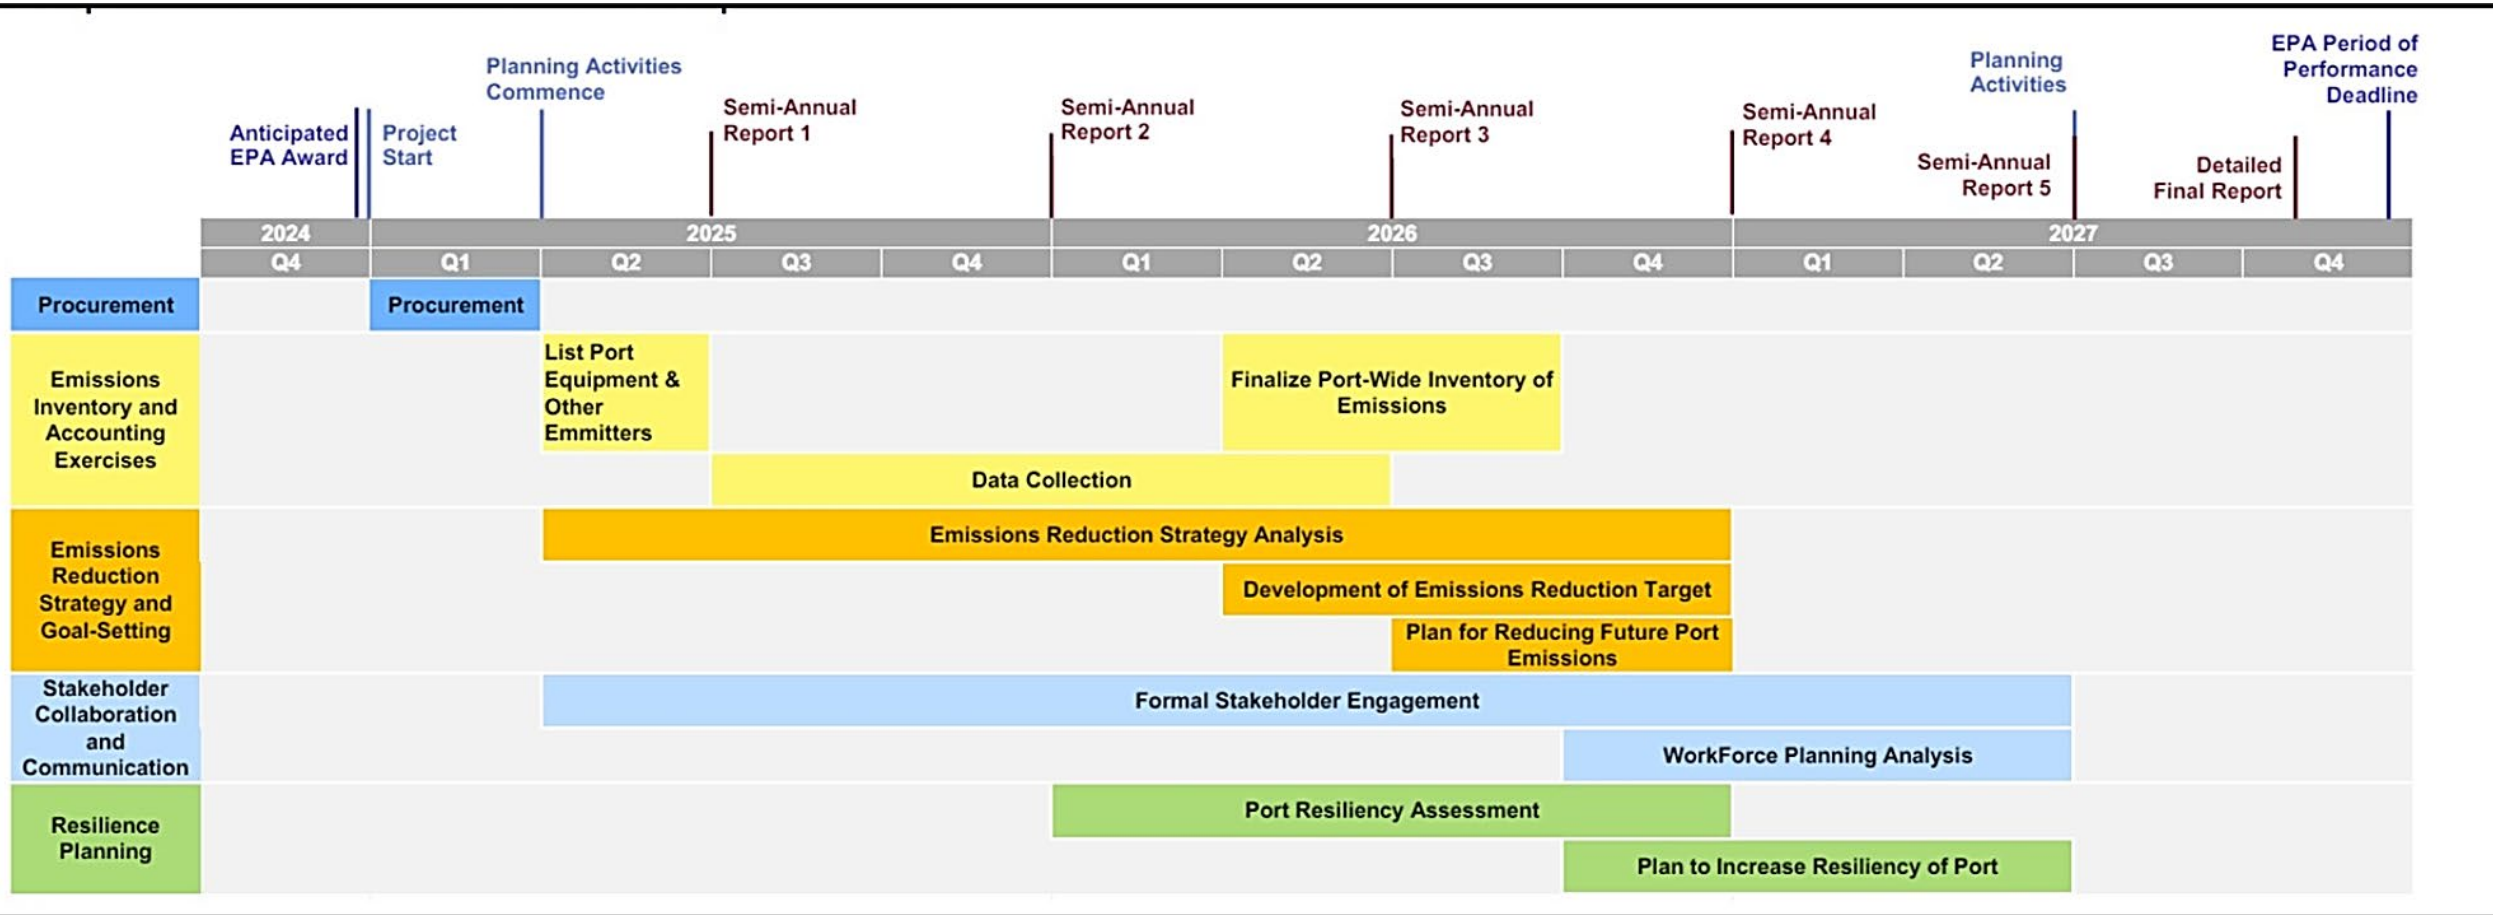 EPA Period of
Performance
Deadline
Planning
Activities
Planning Activities
Commence
Semi-Annual
Report 1
Semi-Annual
Report 2
Semi-Annual
Report 3
Semi-Annual
Report 4
Anticipated
EPA Award
Project
Start
Semi-Annual
Report 5
Detailed
Final Report
2024 2025 2026 2027
Q4 Q1 Q2 Q3 Q4 Q1 Q2 Q3 Q4 Q1 Q2 Q3 Q4
Procurement
Procurement
Emissions
Inventory and
Accounting
Exercises
List Port
Equipment &
Other
Emmitters
Finalize Port-Wide Inventory of
Emissions
Data Collection
Emissions
Reduction
Strategy and
Goal-Setting
Emissions Reduction Strategy Analysis
Development of Emissions Reduction Target
Plan for Reducing Future Port
Emissions
Stakeholder
Collaboration
and
Communication
Formal Stakeholder Engagement
WorkForce Planning Analysis
Resilience
Planning
Port Resiliency Assessment
Plan to Increase Resiliency of Port